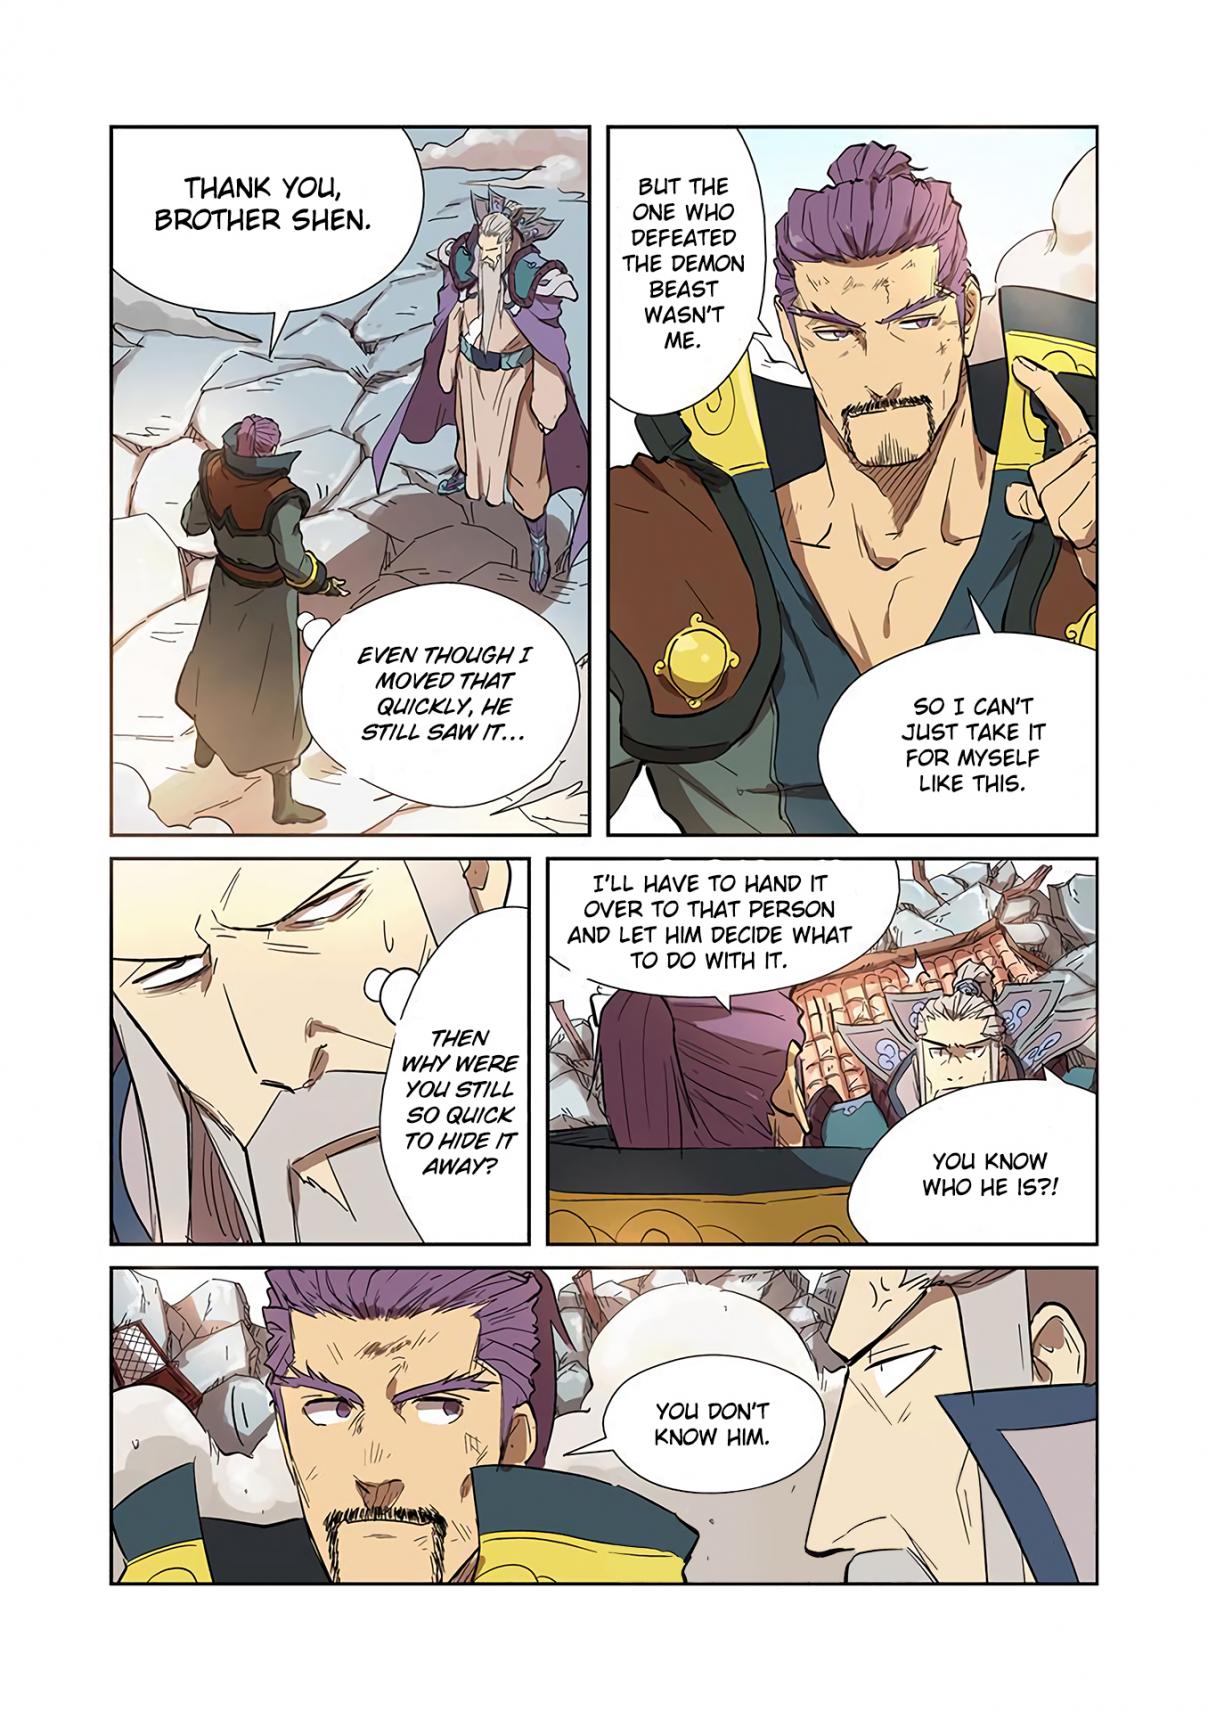 THANK YOU,
BROTHER SHEN.
EVEN THOUGH I
MOVED THAT
QUICKLY, HE
STILL SAW IT...
BUT THE
ONE WHO
DEFEATED
THE DEMON
BEAST
WASN'T
ME.
SO I CAN'T
JUST TAKE IT
FOR MYSELF
LIKE THIS.
THEN
WHY WERE
YOU STILL
SO QUICK
TO HIDE IT
AWAY?
I'LL HAVE TO HAND IT
OVER TO THAT PERSON
AND LET HIM DECIDE WHAT
TO DO WITH IT.
YOU KNOW
WHO HE IS?!
YOU DON'T
KNOW HIM.